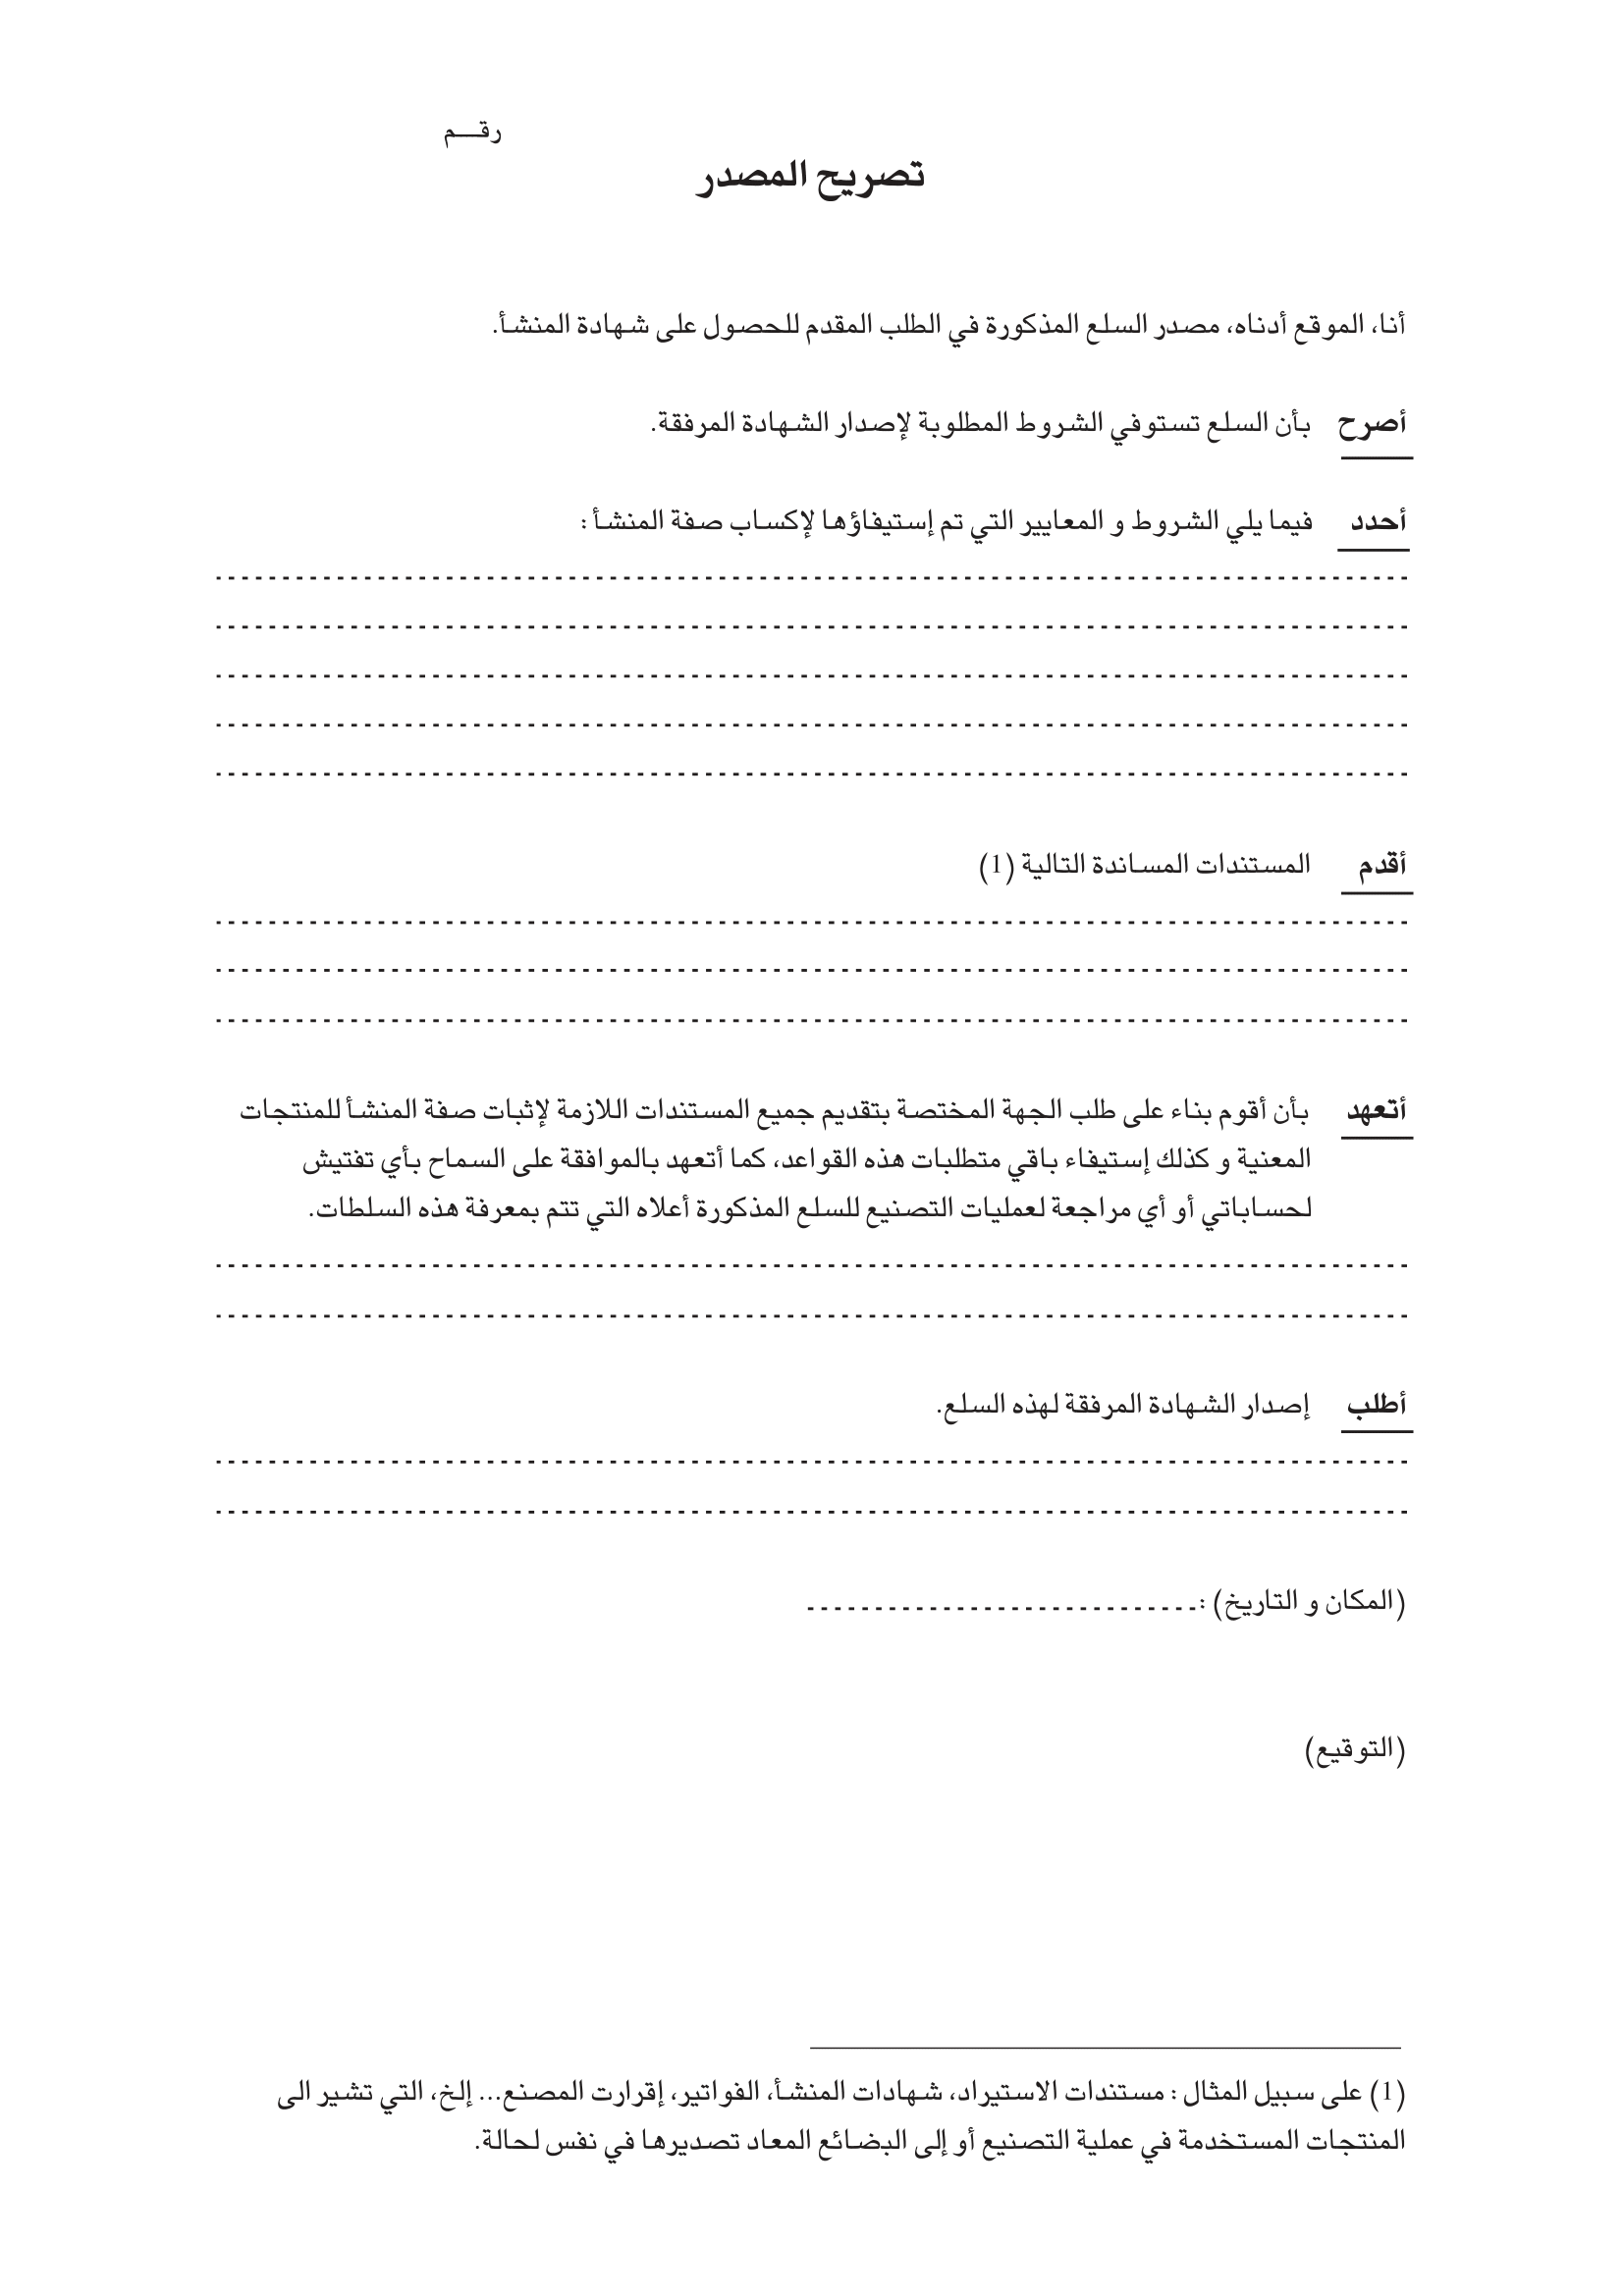 رقـــم
تصريح المصدر
أنا، الموقع أدناه، مصدر السلع المذكورة في الطلب المقدم للحصول على شهادة المنشأ.
أصرح بأن السلع تستوفي الشروط المطلوبة لإصدار الشهادة المرفقة.
أحدد فيما يلي الشروط و المعايير التي تم إستيفاؤها لإكساب صفة المنشأ :
أقدم المستندات المساندة التالية (1)
أتعهد بأن أقوم بناء على طلب الجهة المختصة بتقديم جميع المستندات اللازمة لإثبات صفة المنشأ للمنتجات
المعنية و كذلك إستيفاء باقي متطلبات هذه القواعد، كما أتعهد بالموافقة على السماح بأي تفتيش
لحساباتي أو أي مراجعة لعمليات التصنيع للسلع المذكورة أعلاه التي تتم بمعرفة هذه السلطات.
أطلب إصدار الشهادة المرفقة لهذه السلع.
(المكان و التاريخ) :
(التوقيع)
(1) على سبيل المثال : مستندات الاستيراد، شهادات المنشأ، الفواتير، إقرارت المصنع... إلخ، التي تشير الى
المنتجات المستخدمة في عملية التصنيع أو إلى البضائع المعاد تصديرها في نفس لحالة.